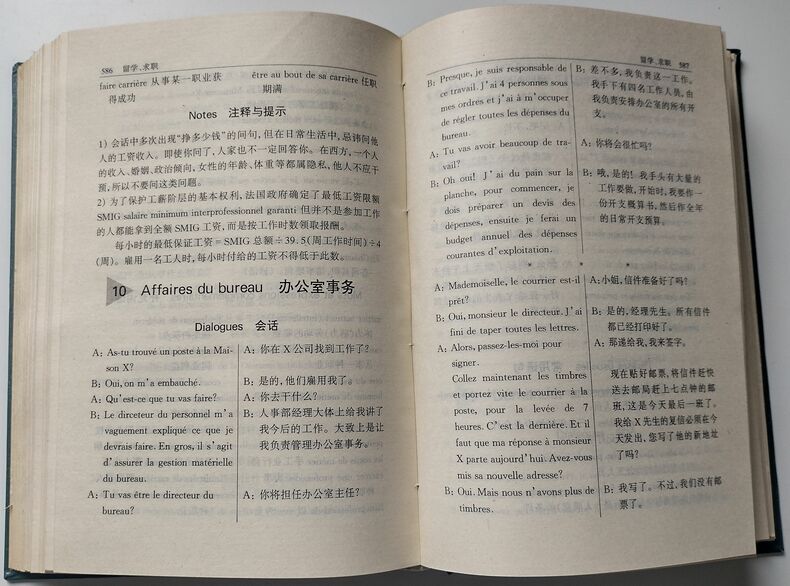 586 留学、求职
faire carrière 从事某一职业获
得成功
être au bout de sa carrière 任职
期满
Notes 注释与提示
1) 会话中多次出现“挣多少钱”的问句,但在日常生活中,忌讳问他
人的工资收入。即使你问了,人家也不一定回答你。在西方,一个人
的收入、婚姻、政治倾向,女性的年龄、体重等都属隐私,他人不应干
预,所以不要问这类问题。
2) 为了保护工薪阶层的基本权利,法国政府确定了最低工资限额
SMIG salaire minimum interprofessionnel garanti 但并不是参加工作
的人都能拿到全额 SMIG 工资,而是按工作时数领取报酬。
每小时的最低保证工资=SMIG 总额÷39.5(周工作时间)÷4
(周)。雇用一名工人时,每小时付给的工资不得低于此数。
10 Affaires du bureau 办公室事务
Dialogues 会话
A: As-tu trouvé un poste à la Mai-
son X?
B: Oui, on m'a embauché.
A: Qu'est-ce que tu vas faire?
B: Le dirceteur du personnel m'a
vaguement expliqué ce que je
devrais faire. En gros, il s'agit
d'assurer la gestion matérielle
du bureau.
A: Tu vas être le directeur du
bureau?
A: 你在 X 公司找到工作了?
B: 是的,他们雇用我了。
A: 你去干什么?
B: 人事部经理大体上给我讲了
我今后的工作。大致上是让
我负责管理办公室事务。
A: 你将担任办公室主任?
留学、求职 587
B: Presque, je suis responsable de
ce travail. J'ai 4 personnes sous
mes ordres et j'ai à m'occuper
de régler toutes les dépenses du
bureau.
A: Tu vas avoir beaucoup de tra-
vail?
B: Oh oui! J'ai du pain sur la
planche, pour commencer, je
dois préparer un devis des
dépenses, ensuite je ferai un
budget annuel des dépenses
courantes d'exploitation.
B: 差不多,我负责这一工作。
我手下有四名工作人员,由
我负责安排办公室的所有开
支。
A: 你将会很忙吗?
B: 哦,是的! 我手头有大量的
工作要做,开始时,我要作一
份开支概算书,然后作全年
的日常开支预算。
* * *
A: Mademoiselle, le courrier est-il
prêt?
B: Oui, monsieur le directeur. J'ai
fini de taper toutes les lettres.
A: Alors, passez-les-moi pour
signer.
Collez maintenant les timbres
et portez vite le courrier à la
poste, pour la levée de 7
heures. C'est la dernière. Et il
faut que ma réponse à monsieur
X parte aujourd'hui. Avez-vous
mis sa nouvelle adresse?
B: Oui. Mais nous n'avons plus de
timbres.
A: 小姐,信件准备好了吗?
B: 是的,经理先生。所有信件
都已经打印好了。
A: 那递给我,我来签字。
现在贴好邮票,将信件赶快
送去邮局赶上七点钟的邮
班,这是今天最后一班了。
我给 X 先生的复信必须在今
天发出,您写了他的新地址
了吗?
B: 我写了。不过,我们没有邮
票了。